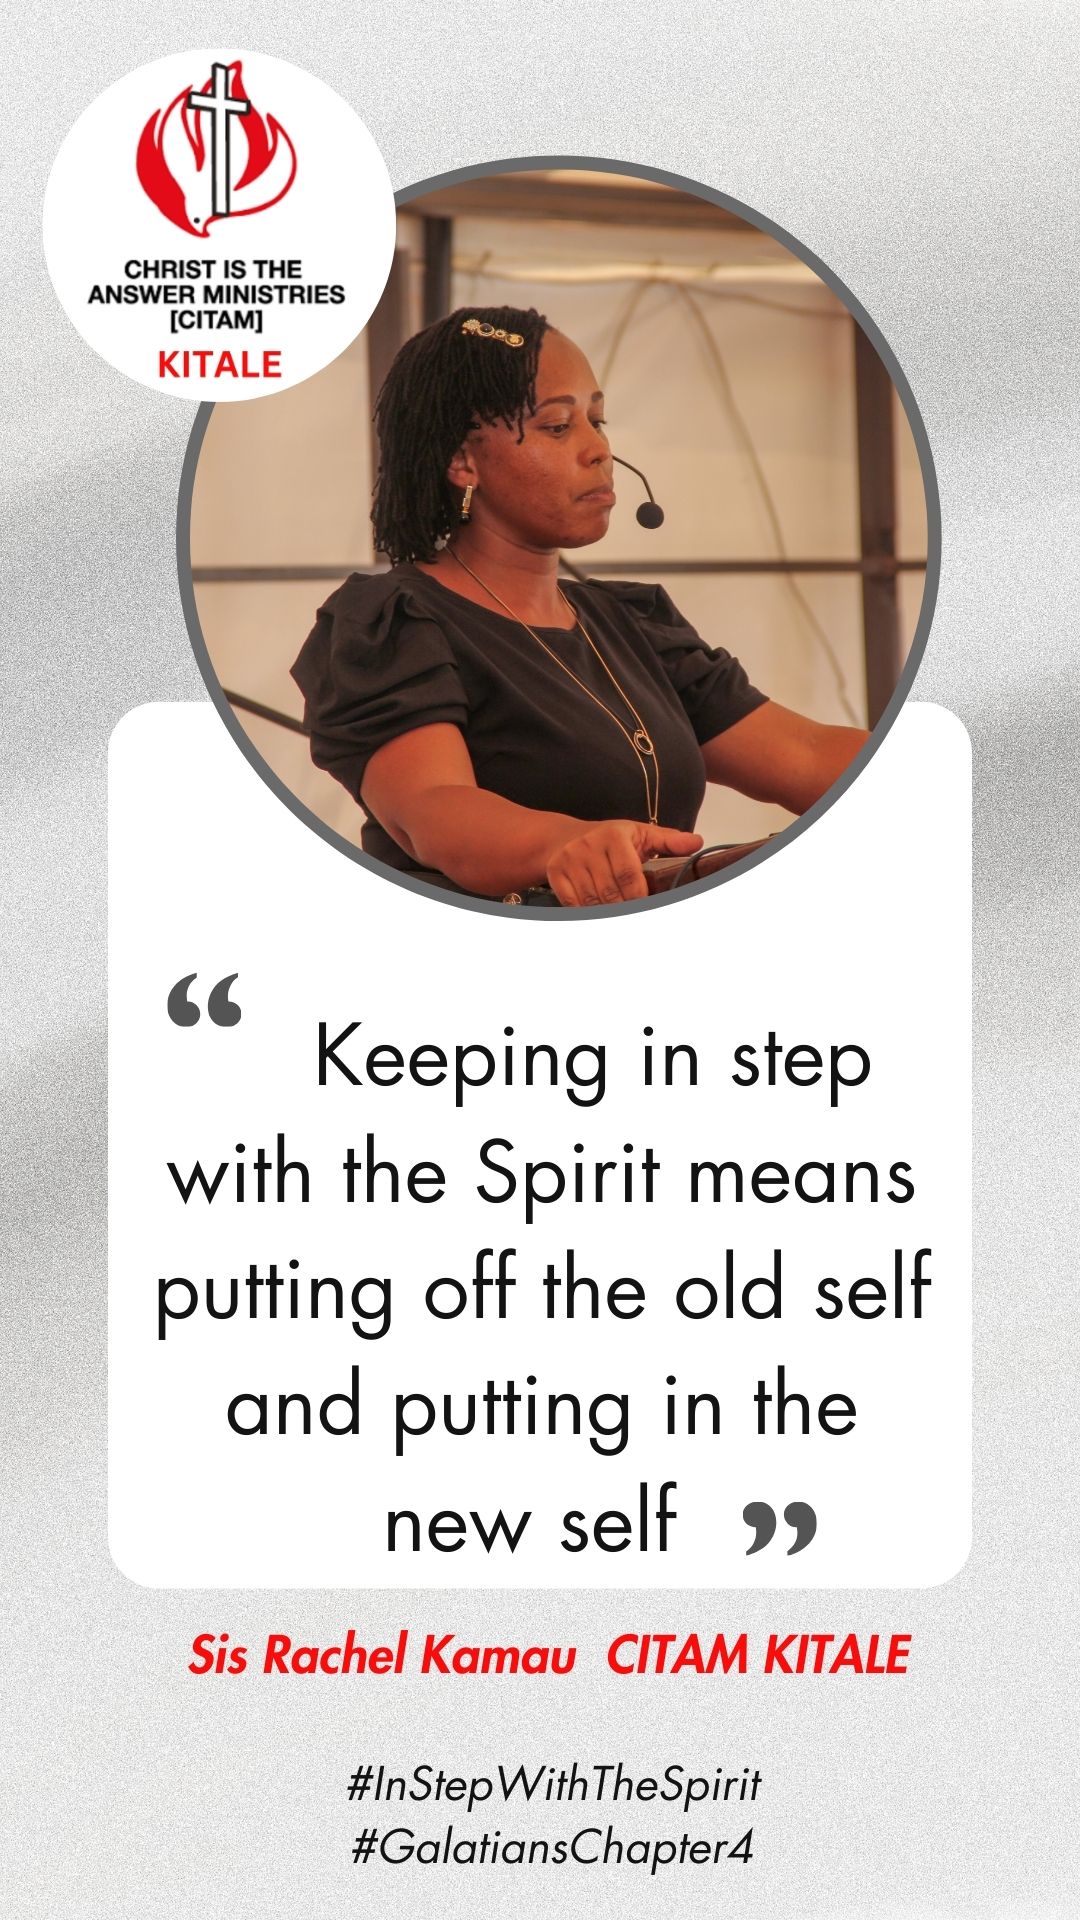 CHRIST IS THE
ANSWER MINISTRIES
[CITAM]
KITALE
“ Keeping in step
with the Spirit means
putting off the old self
and putting in the
new self ”
Sis Rachel Kamau CITAM KITALE
#InStepWithTheSpirit
#GalatiansChapter4